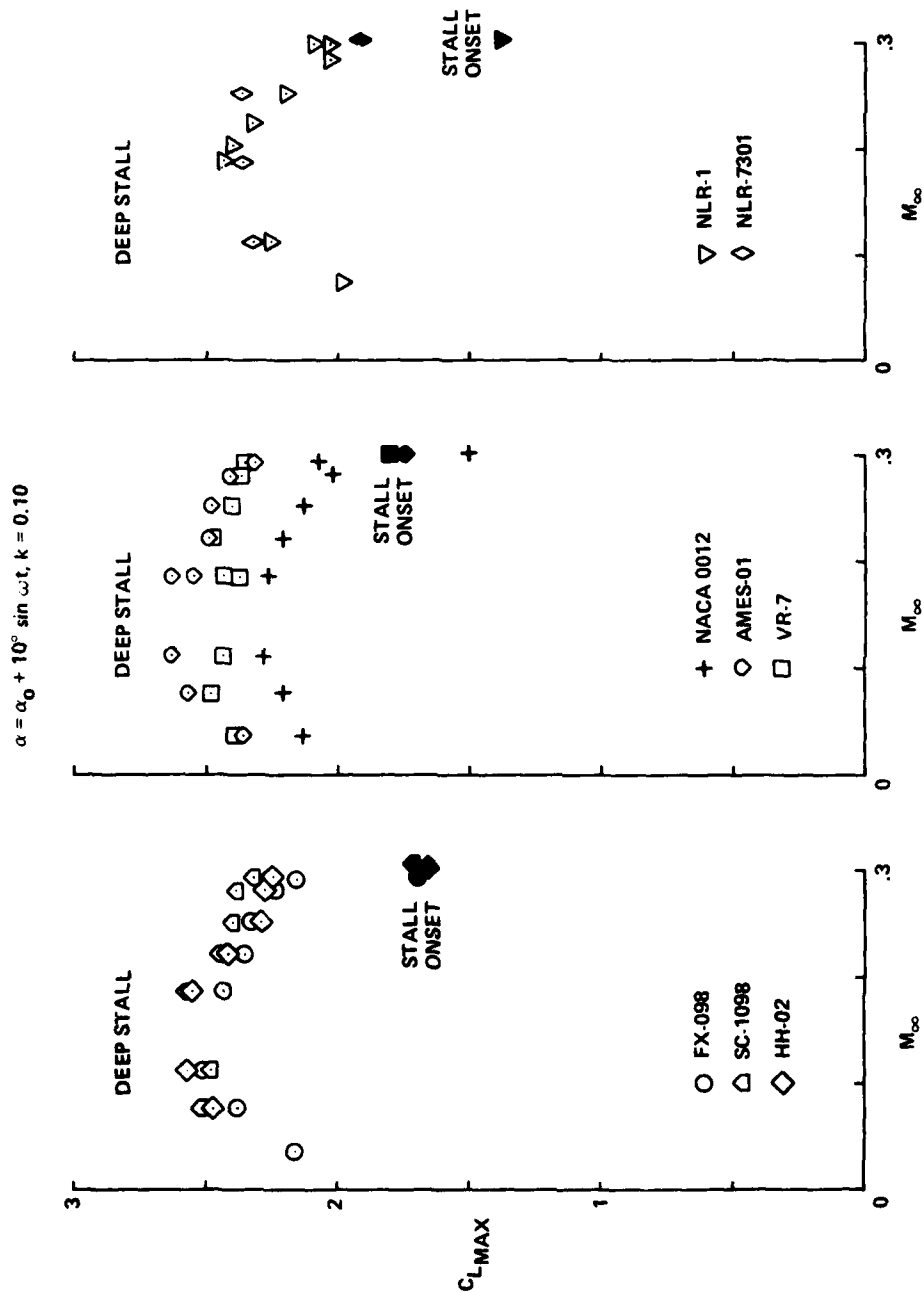 α = α₀ + 10° sin ωt, k = 0.10
3
2
1
C_LMAX
DEEP STALL
STALL
ONSET
○ FX-098
SC-1098
◇ HH-02
0
.3
M∞
DEEP STALL
STALL
ONSET
+ NACA 0012
AMES-01
□ VR-7
0
.3
M∞
DEEP STALL
STALL
ONSET
▽ NLR-1
◇ NLR-7301
0
.3
M∞